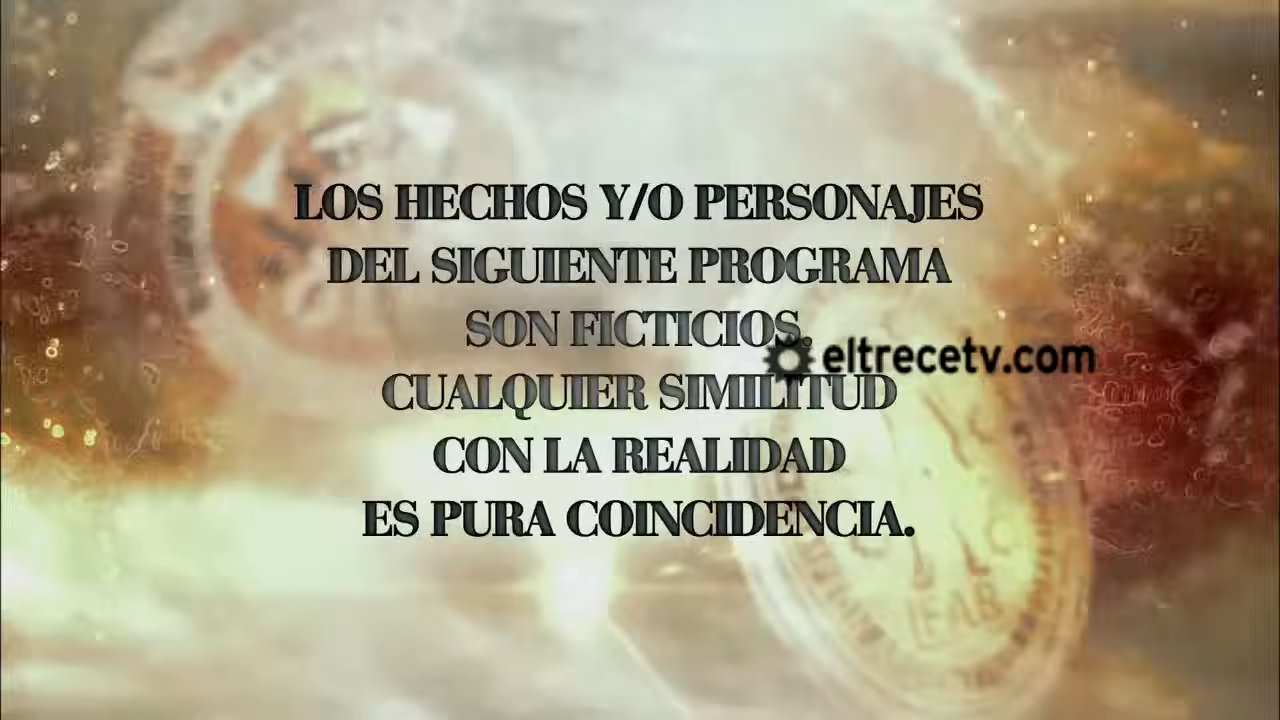 LOS HECHOS Y/O PERSONAJES
DEL SIGUIENTE PROGRAMA
SON FICTICIOS.
eltrecetv.com
CUALQUIER SIMILITUD
CON LA REALIDAD
ES PURA COINCIDENCIA.